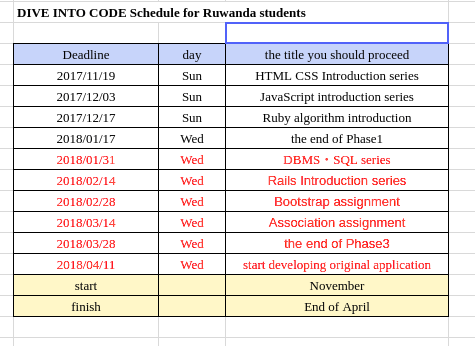 DIVE INTO CODE Schedule for Ruwanda students
Deadline day the title you should proceed
2017/11/19 Sun HTML CSS Introduction series
2017/12/03 Sun JavaScript introduction series
2017/12/17 Sun Ruby algorithm introduction
2018/01/17 Wed the end of Phase1
2018/01/31 Wed DBMS・SQL series
2018/02/14 Wed Rails Introduction series
2018/02/28 Wed Bootstrap assignment
2018/03/14 Wed Association assignment
2018/03/28 Wed the end of Phase3
2018/04/11 Wed start developing original application
start November
finish End of April